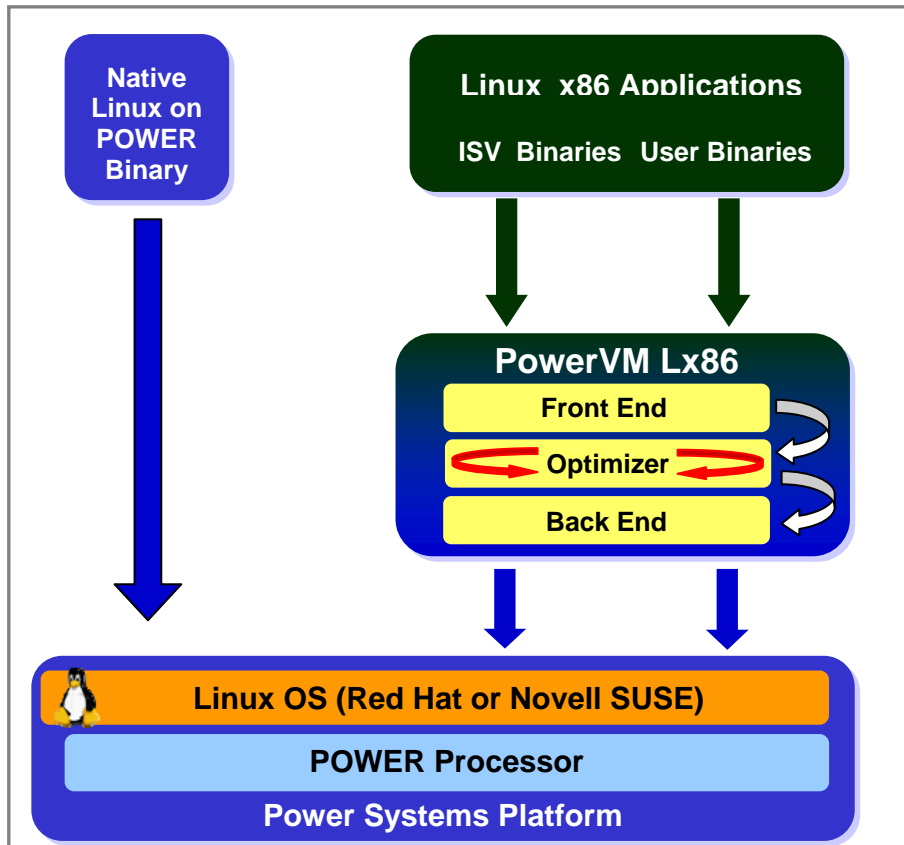 Native
Linux on
POWER
Binary
Linux x86 Applications
ISV Binaries User Binaries
PowerVM Lx86
Front End
Optimizer
Back End
Linux OS (Red Hat or Novell SUSE)
POWER Processor
Power Systems Platform